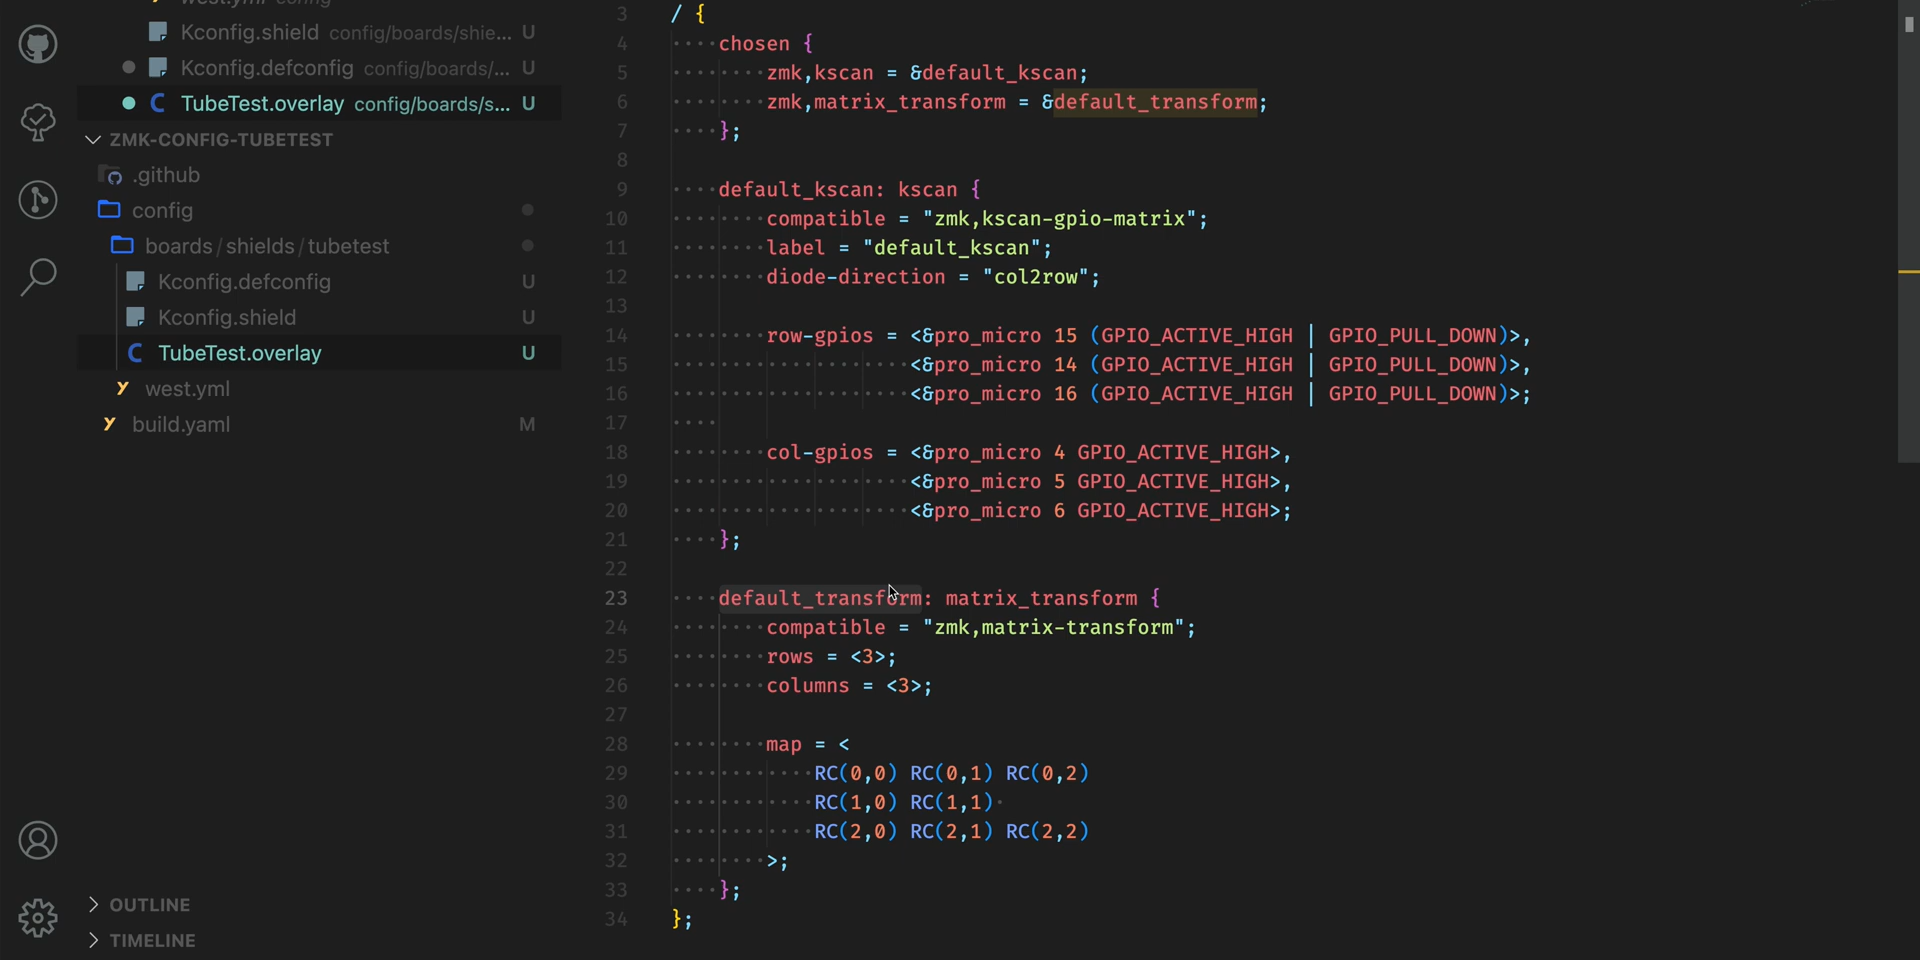 west.yml config
Kconfig.shield config/boards/shie... U
Kconfig.defconfig config/boards/... U
C TubeTest.overlay config/boards/s... U
ZMK-CONFIG-TUBETEST
.github
config
boards/shields/tubetest
Kconfig.defconfig U
Kconfig.shield U
C TubeTest.overlay U
Y west.yml
Y build.yaml M
OUTLINE
TIMELINE
3 / {
4 ····chosen {
5 ········zmk,kscan = &default_kscan;
6 ········zmk,matrix_transform = &default_transform;
7 ····};
8
9 ····default_kscan: kscan {
10 ········compatible = "zmk,kscan-gpio-matrix";
11 ········label = "default_kscan";
12 ········diode-direction = "col2row";
13
14 ········row-gpios = <&pro_micro 15 (GPIO_ACTIVE_HIGH | GPIO_PULL_DOWN)>,
15 ····················<&pro_micro 14 (GPIO_ACTIVE_HIGH | GPIO_PULL_DOWN)>,
16 ····················<&pro_micro 16 (GPIO_ACTIVE_HIGH | GPIO_PULL_DOWN)>;
17 ····
18 ········col-gpios = <&pro_micro 4 GPIO_ACTIVE_HIGH>,
19 ····················<&pro_micro 5 GPIO_ACTIVE_HIGH>,
20 ····················<&pro_micro 6 GPIO_ACTIVE_HIGH>;
21 ····};
22
23 ····default_transform: matrix_transform {
24 ········compatible = "zmk,matrix-transform";
25 ········rows = <3>;
26 ········columns = <3>;
27
28 ········map = <
29 ············RC(0,0) RC(0,1) RC(0,2)
30 ············RC(1,0) RC(1,1)·
31 ············RC(2,0) RC(2,1) RC(2,2)
32 ········>;
33 ····};
34 };